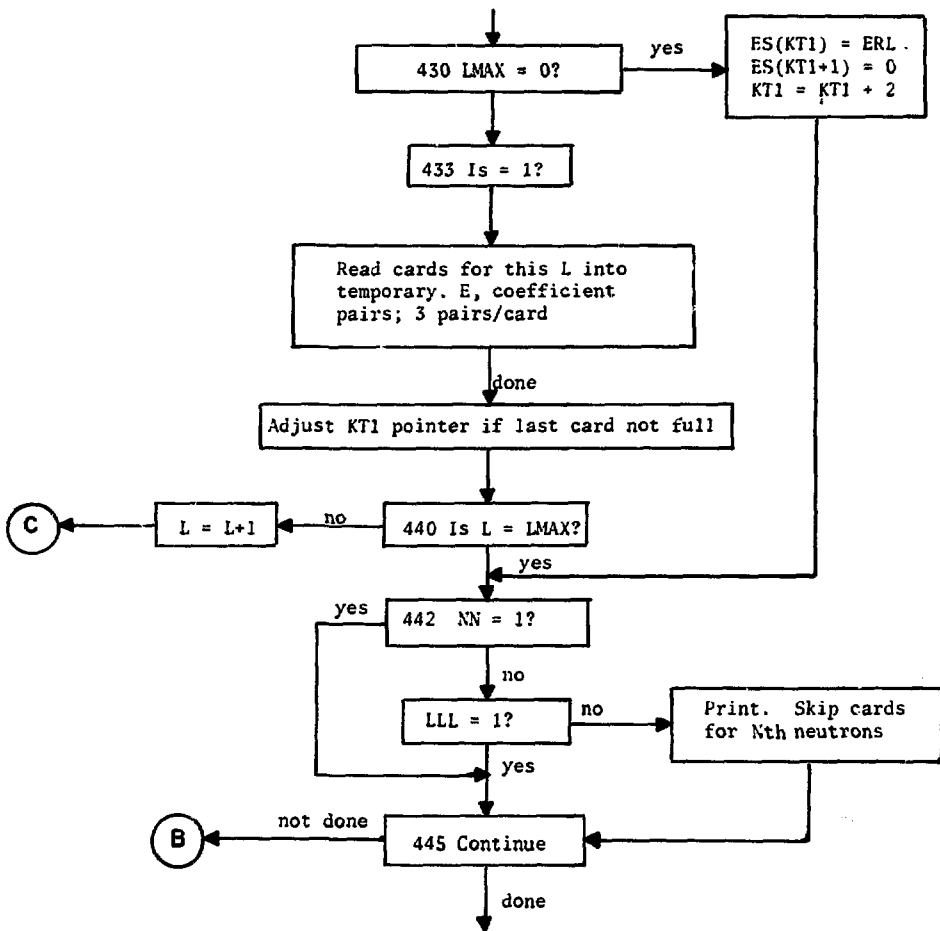 430 LMAX = 0?
yes
ES(KT1) = ERL.
ES(KT1+1) = 0
KT1 = KT1 + 2
433 Is = 1?
Read cards for this L into
temporary. E, coefficient
pairs; 3 pairs/card
done
Adjust KT1 pointer if last card not full
C
L = L+1
no
440 Is L = LMAX?
yes
yes
442 NN = 1?
no
LLL = 1?
no
Print. Skip cards
for Nth neutrons
yes
B
not done
445 Continue
done